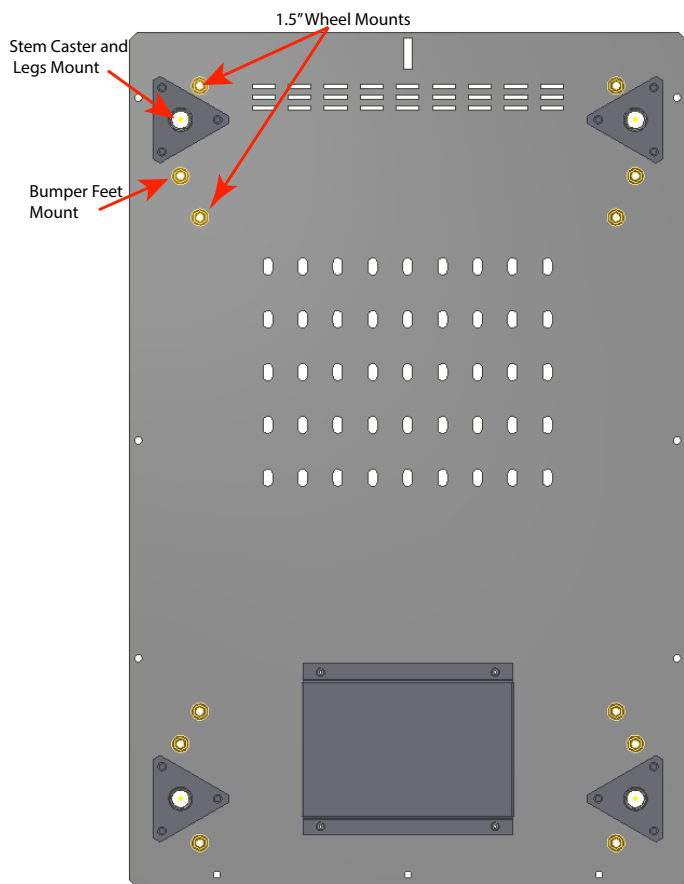 1.5” Wheel Mounts
Stem Caster and
Legs Mount
Bumper Feet
Mount